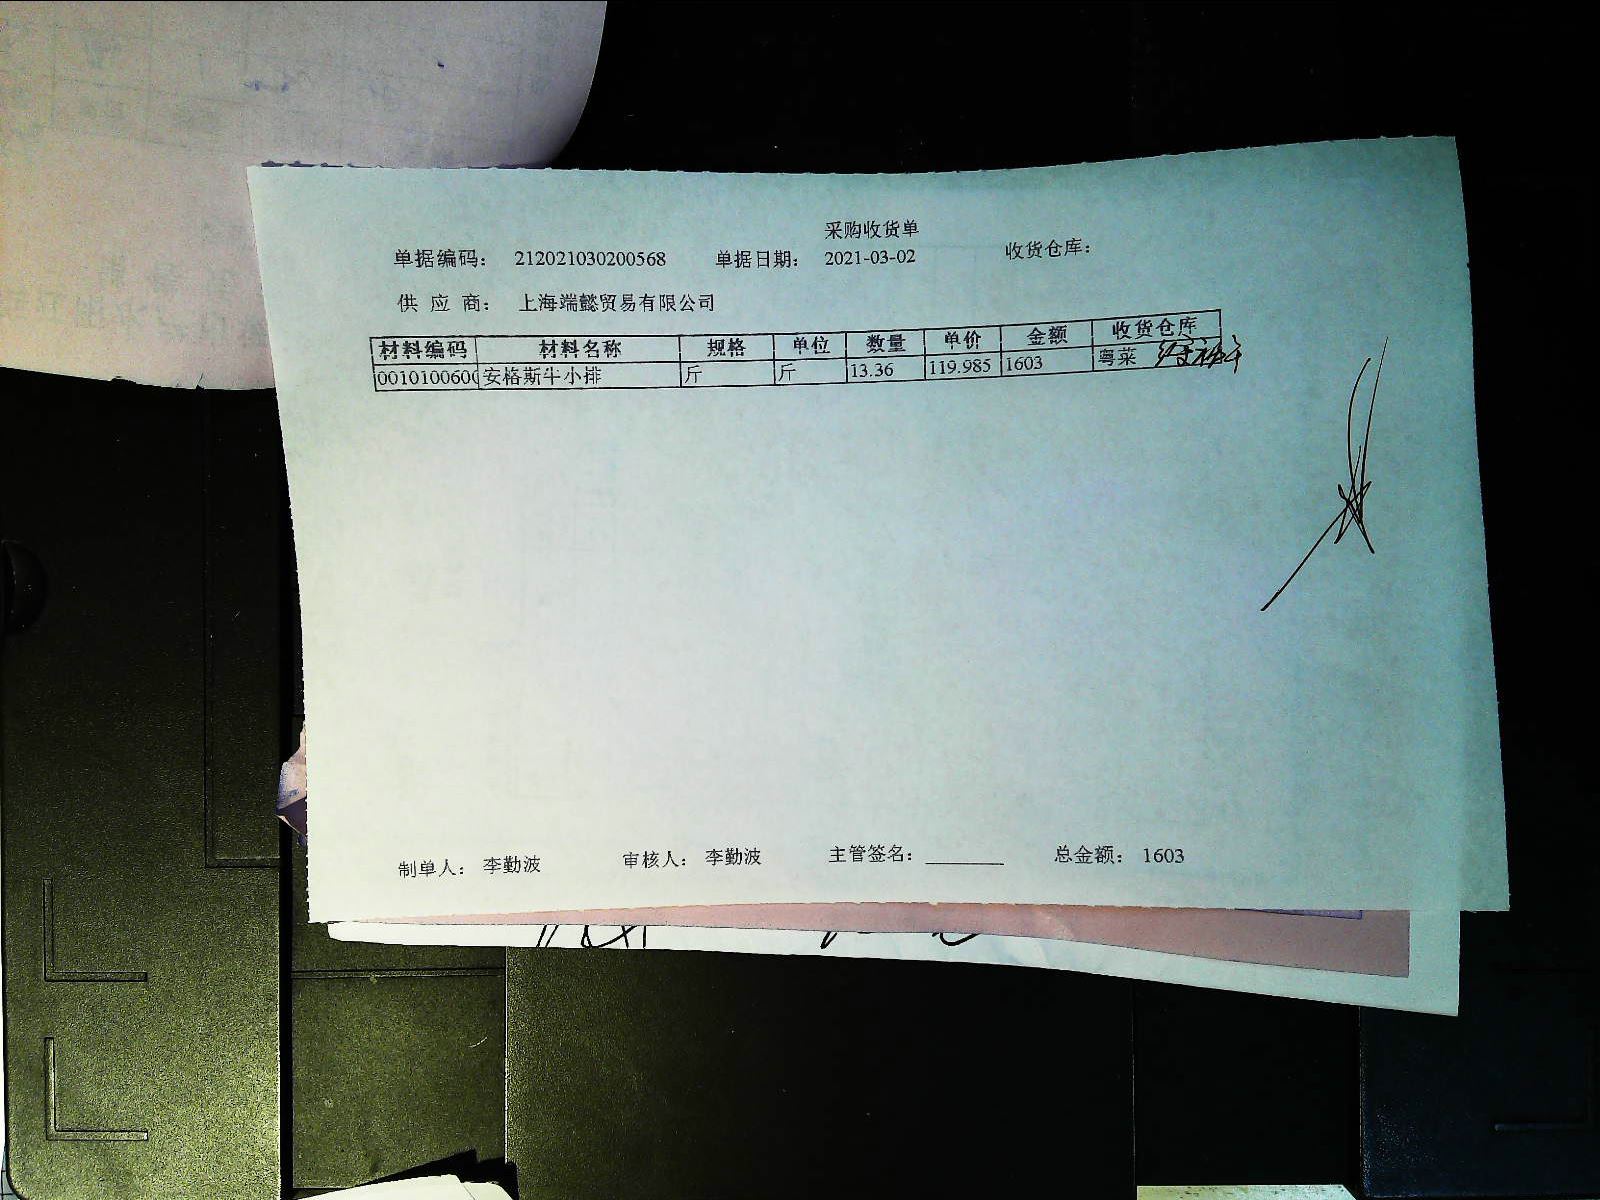 采购收货单
单据编码： 212021030200568 单据日期： 2021-03-02 收货仓库：
供 应 商： 上海端懿贸易有限公司
材料编码 材料名称 规格 单位 数量 单价 金额 收货仓库
0010100600 安格斯牛小排 斤 斤 13.36 119.985 1603 粤菜
制单人： 李勤波 审核人： 李勤波 主管签名： 总金额： 1603